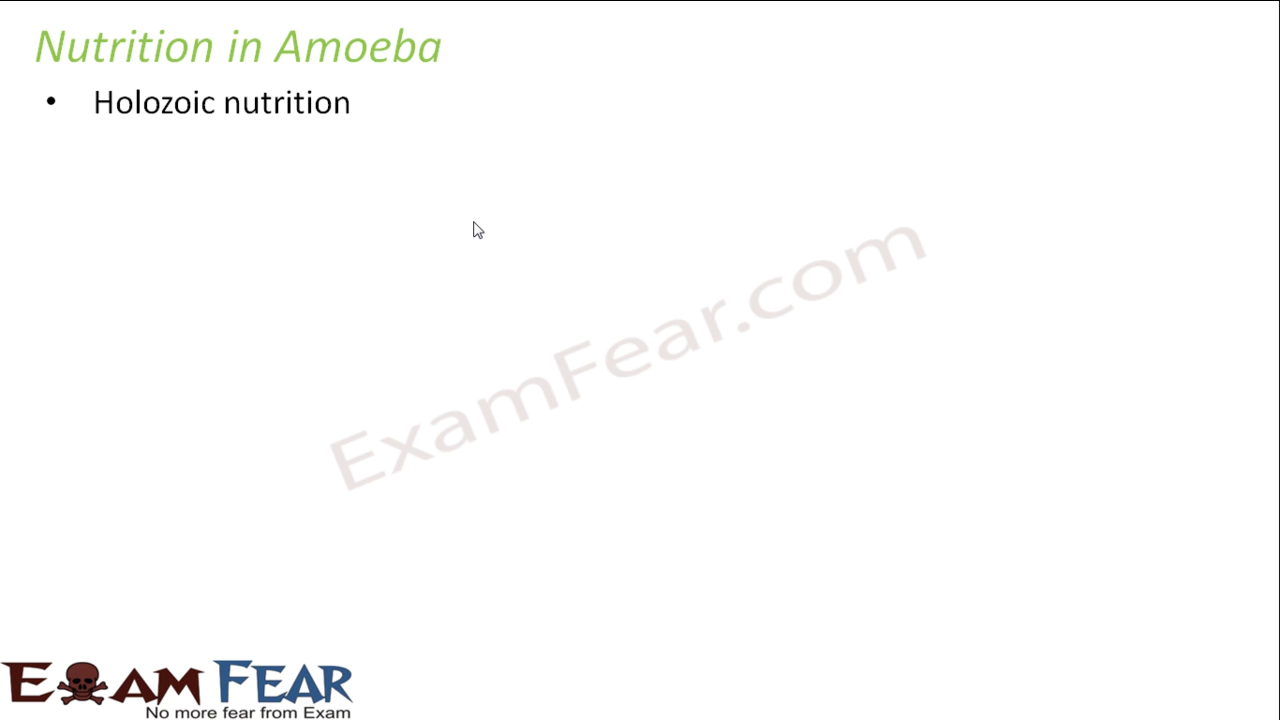 Nutrition in Amoeba
• Holozoic nutrition
ExamFear.com
EXAM FEAR
No more fear from Exam